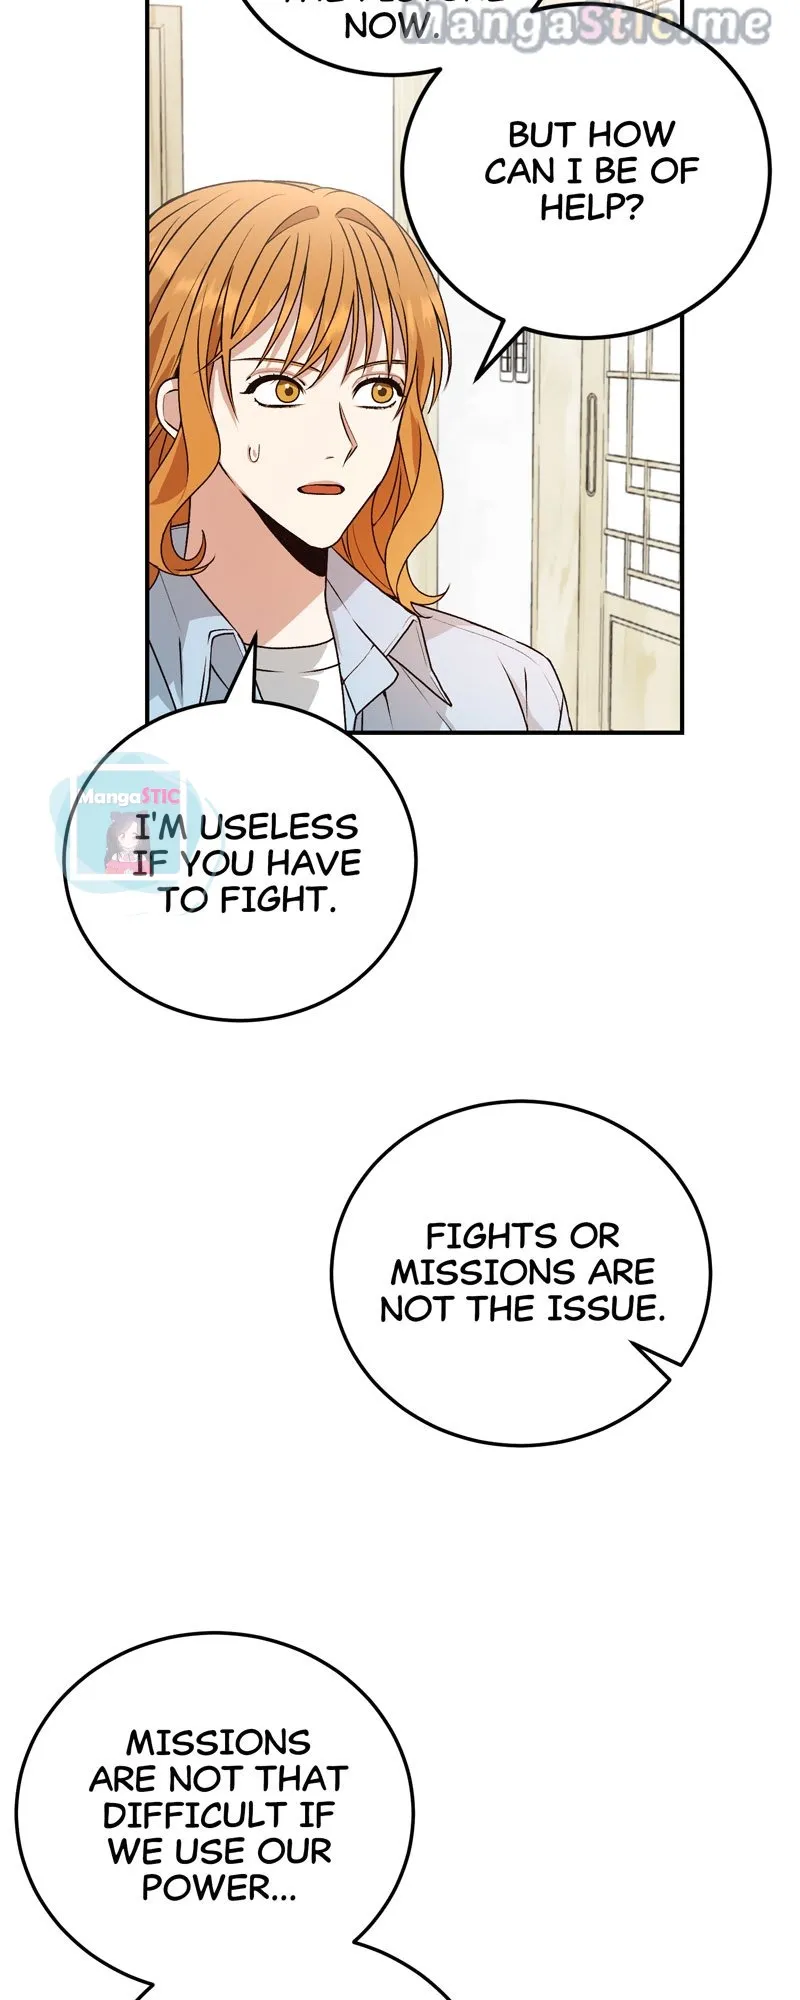 NOW.
MangaStic.me
BUT HOW
CAN I BE OF
HELP?
MangaSTIC
I'M USELESS
IF YOU HAVE
TO FIGHT.
FIGHTS OR
MISSIONS ARE
NOT THE ISSUE.
MISSIONS
ARE NOT THAT
DIFFICULT IF
WE USE OUR
POWER...